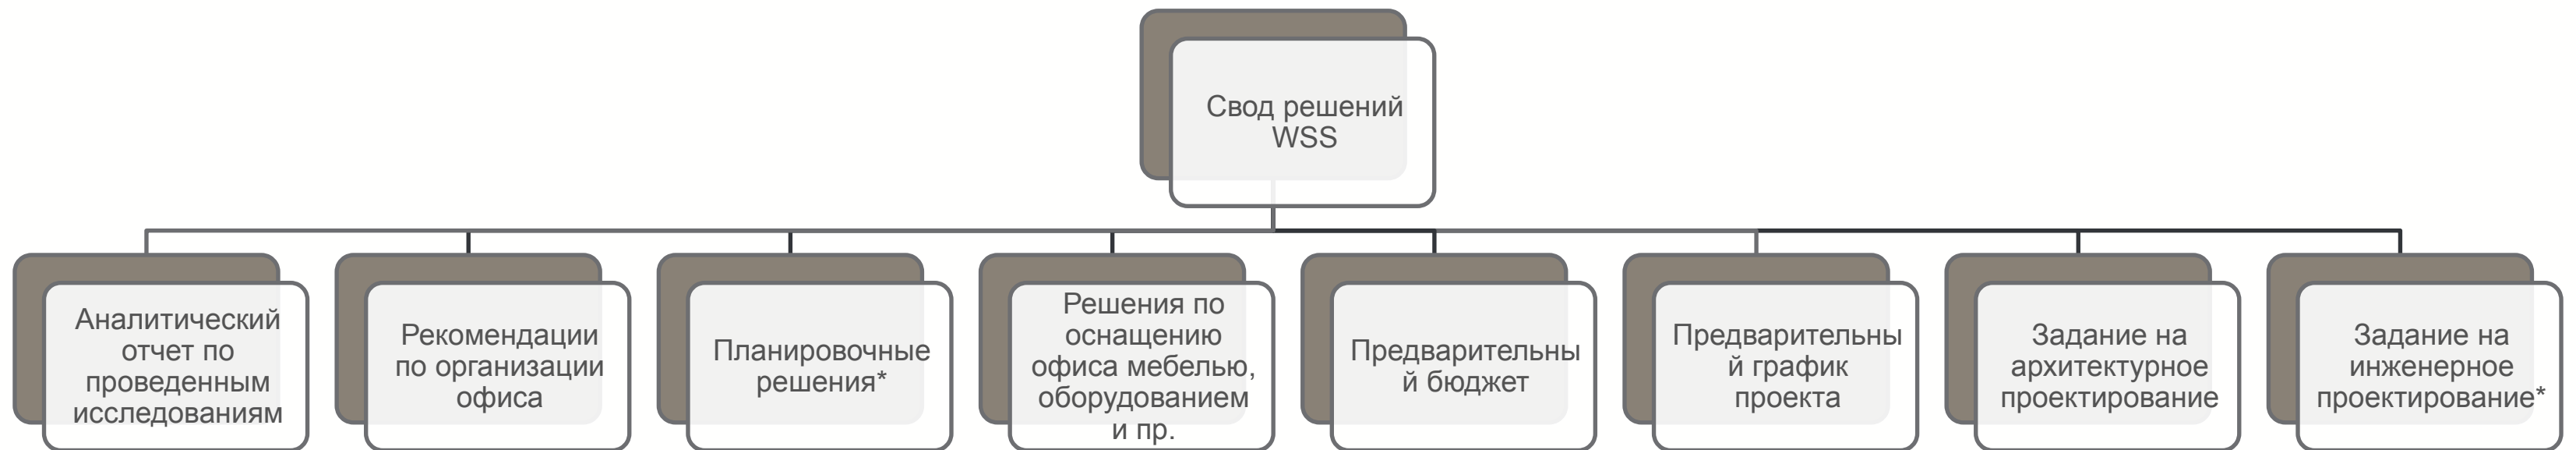 Свод решений
WSS
Аналитический
отчет по
проведенным
исследованиям
Рекомендации
по организации
офиса
Планировочные
решения*
Решения по
оснащению
офиса мебелью,
оборудованием
и пр.
Предварительны
й бюджет
Предварительны
й график
проекта
Задание на
архитектурное
проектирование
Задание на
инженерное
проектирование*